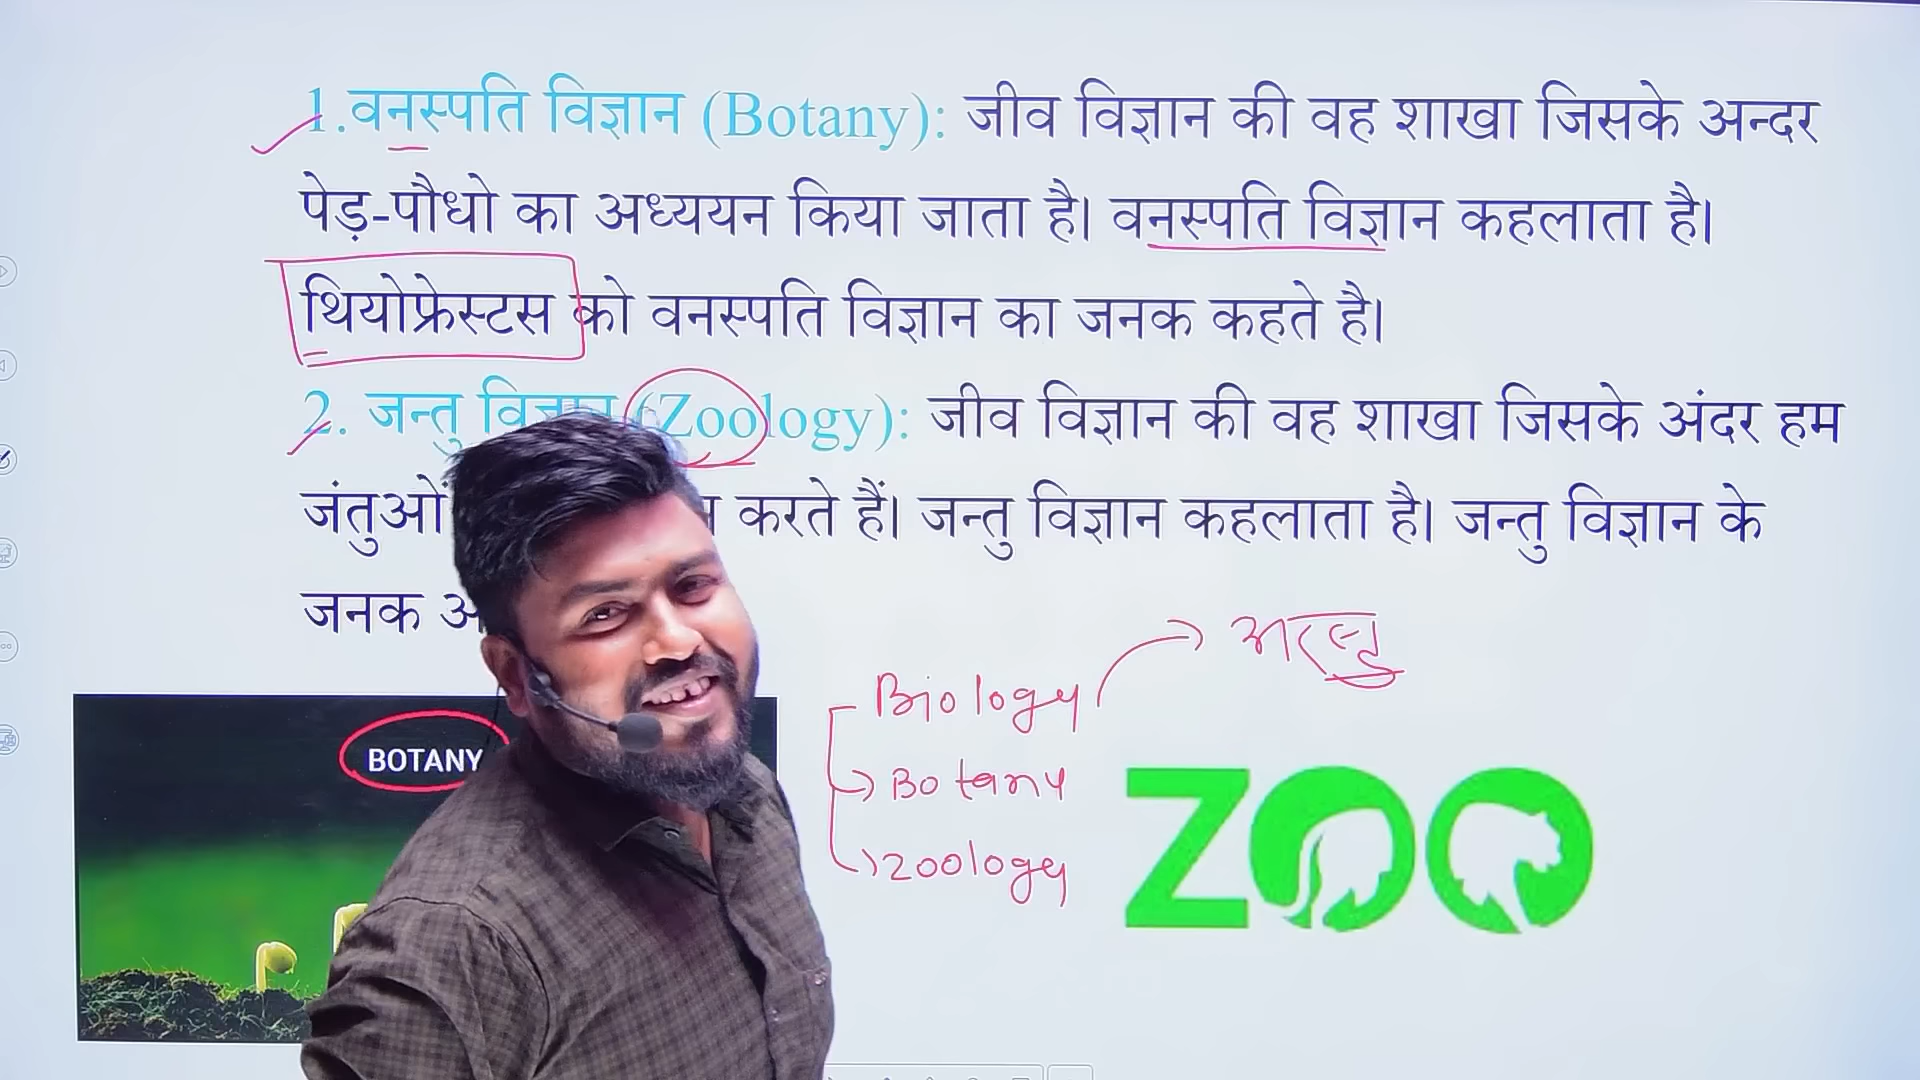 1.वनस्पति विज्ञान (Botany): जीव विज्ञान की वह शाखा जिसके अन्दर
पेड़-पौधो का अध्ययन किया जाता है। वनस्पति विज्ञान कहलाता है।
थियोफ्रेस्टस को वनस्पति विज्ञान का जनक कहते है।
2. जन्तु विज्ञान (Zoology): जीव विज्ञान की वह शाखा जिसके अंदर हम
जंतुओं करते हैं। जन्तु विज्ञान कहलाता है। जन्तु विज्ञान के
जनक
Biology → अरस्तु
BOTANY
Botany
ZOO
Zoology